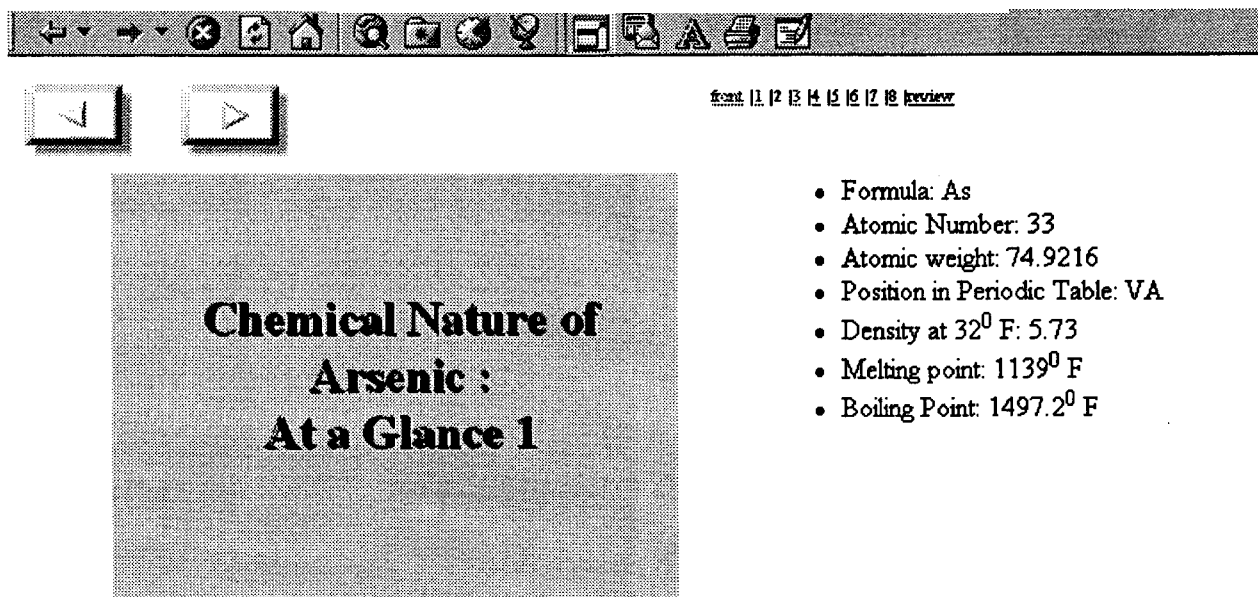 front |1 |2 |3 |4 |5 |6 |7 |8 |review
Chemical Nature of
Arsenic :
At a Glance 1
• Formula: As
• Atomic Number: 33
• Atomic weight: 74.9216
• Position in Periodic Table: VA
• Density at 32⁰ F: 5.73
• Melting point: 1139⁰ F
• Boiling Point: 1497.2⁰ F